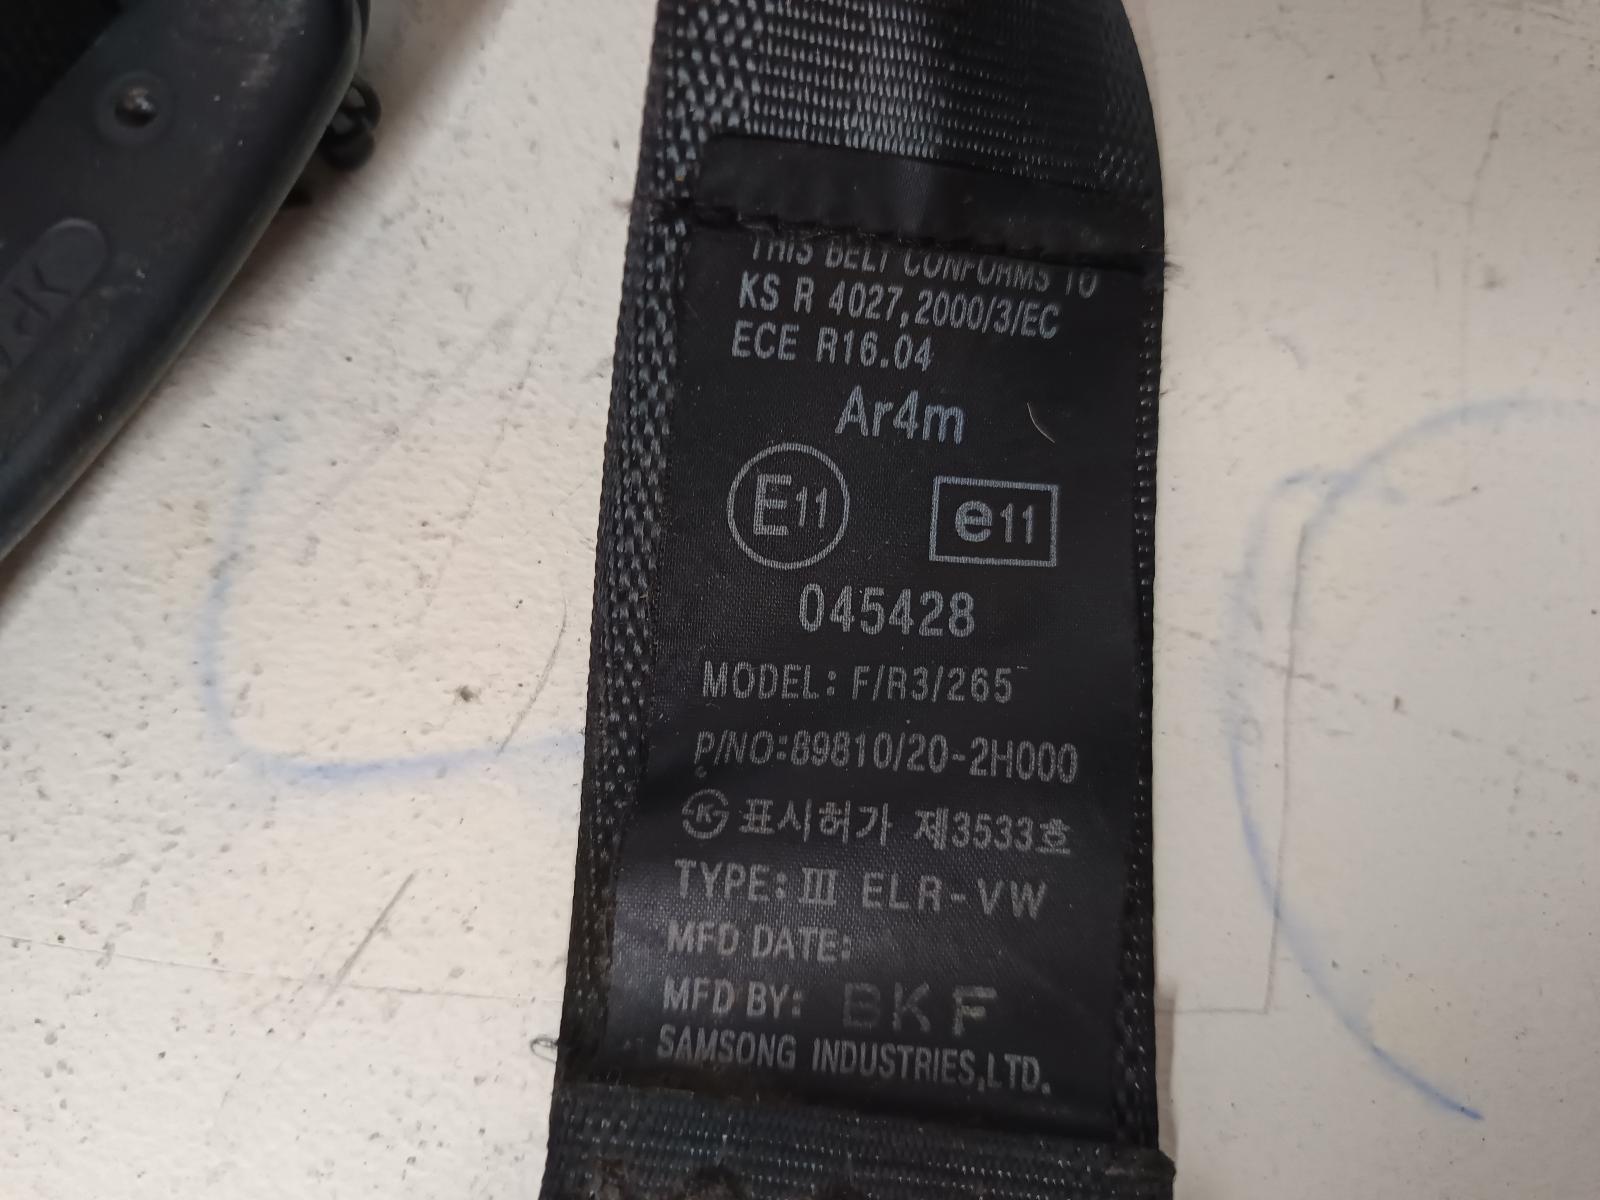 THIS BELT CONFORMS TO
KS R 4027,2000/3/EC
ECE R16.04
Ar4m
E11 e11
045428
MODEL: F/R3/265
P/NO:89810/20-2H000
K 표시허가 제3533호
TYPE: III ELR-VW
MFD DATE:
MFD BY: BKF
SAMSONG INDUSTRIES,LTD.